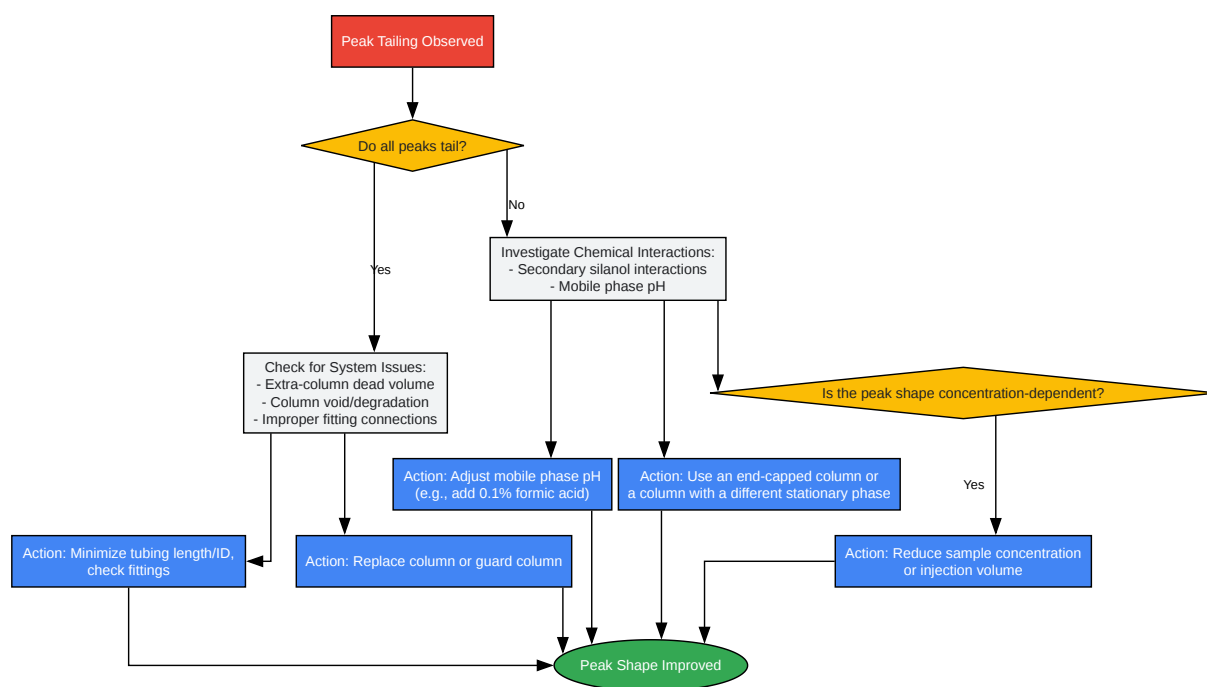 Peak Tailing Observed
Do all peaks tail?
No
Yes
Investigate Chemical Interactions:
- Secondary silanol interactions
- Mobile phase pH
Check for System Issues:
- Extra-column dead volume
- Column void/degradation
- Improper fitting connections
Is the peak shape concentration-dependent?
Action: Adjust mobile phase pH
(e.g., add 0.1% formic acid)
Action: Use an end-capped column or
a column with a different stationary phase
Yes
Action: Minimize tubing length/ID,
check fittings
Action: Replace column or guard column
Action: Reduce sample concentration
or injection volume
Peak Shape Improved